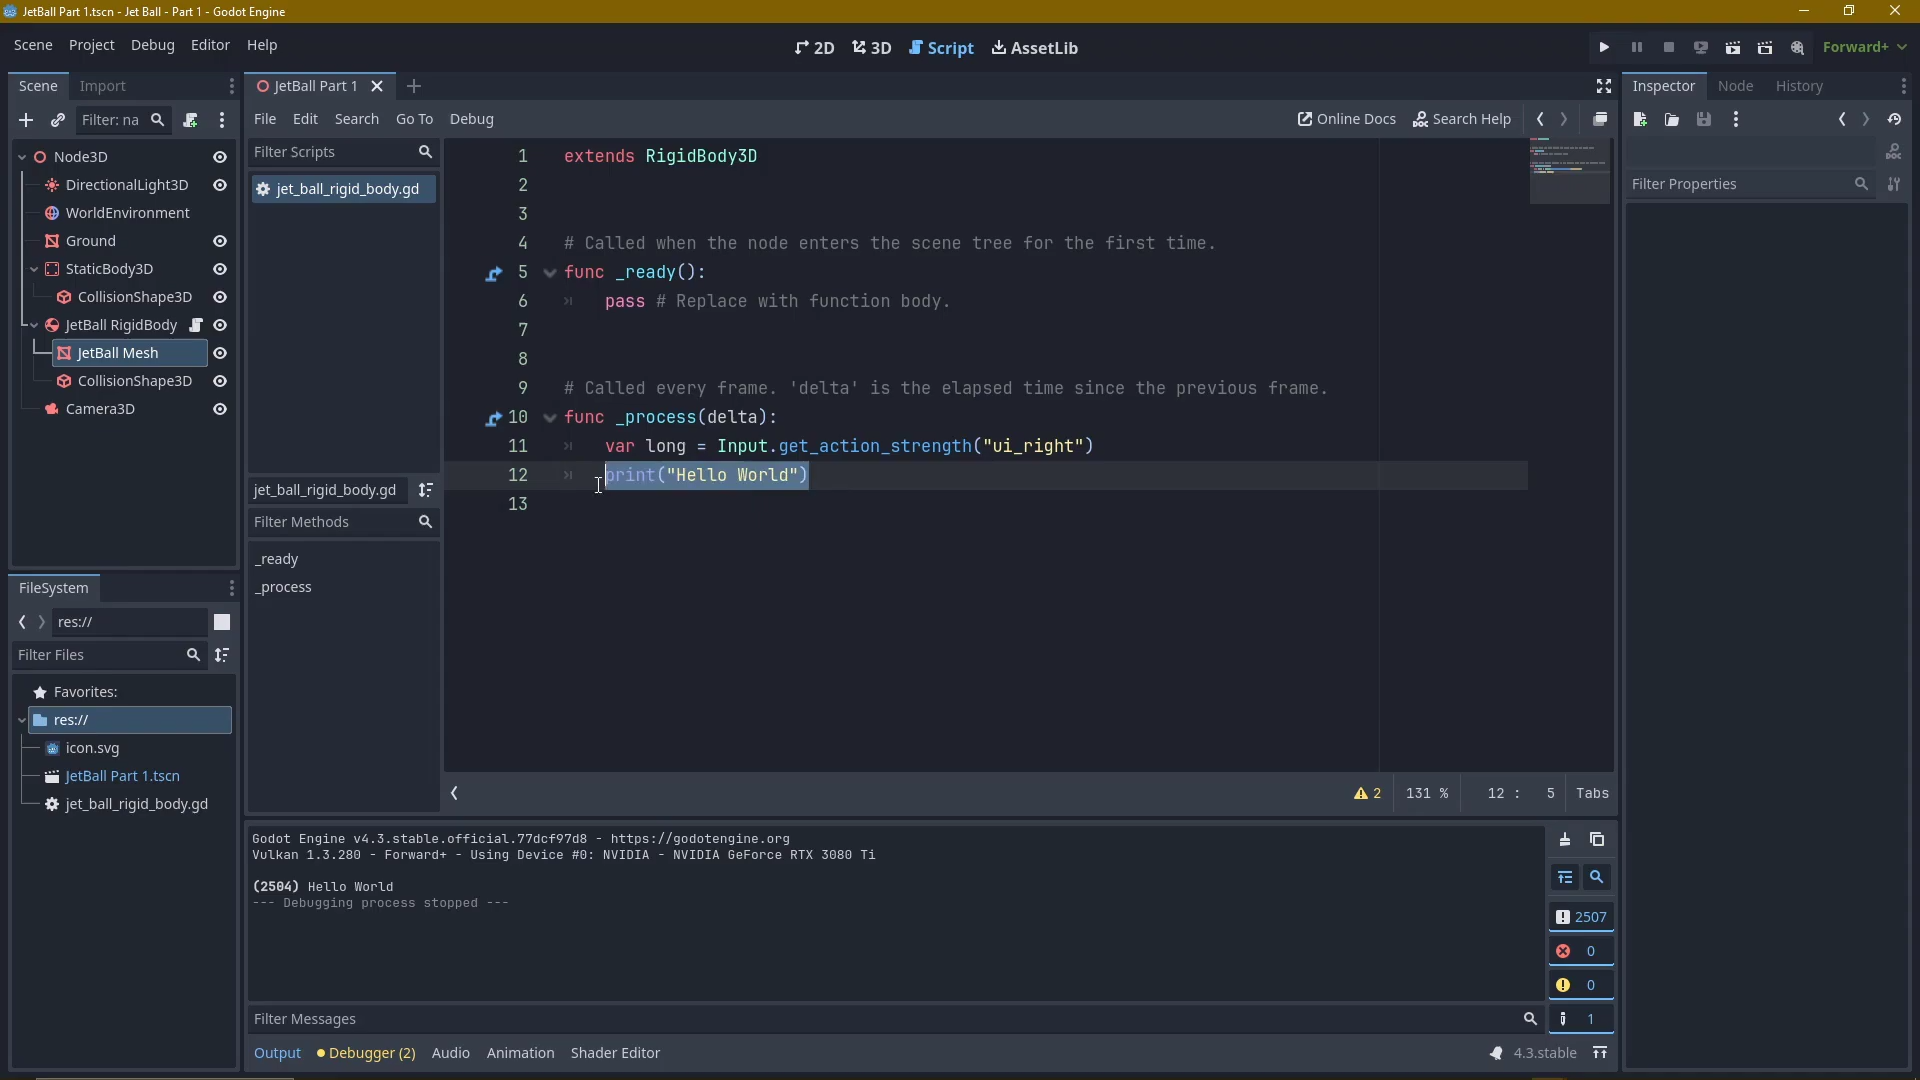 JetBall Part 1.tscn - Jet Ball - Part 1 - Godot Engine
Scene Project Debug Editor Help
2D 3D Script AssetLib
Forward+
Scene Import
JetBall Part 1
Inspector Node History
Filter: na
File Edit Search Go To Debug
Online Docs Search Help
Node3D
DirectionalLight3D
WorldEnvironment
Ground
StaticBody3D
CollisionShape3D
JetBall RigidBody
JetBall Mesh
CollisionShape3D
Camera3D
Filter Scripts
jet_ball_rigid_body.gd
jet_ball_rigid_body.gd
Filter Methods
_ready
_process
1 extends RigidBody3D
2
3
4 # Called when the node enters the scene tree for the first time.
5 func _ready():
6 pass # Replace with function body.
7
8
9 # Called every frame. 'delta' is the elapsed time since the previous frame.
10 func _process(delta):
11 var long = Input.get_action_strength("ui_right")
12 print("Hello World")
13
2 131 % 12 : 5 Tabs
Filter Properties
FileSystem
res://
Filter Files
Favorites:
res://
icon.svg
JetBall Part 1.tscn
jet_ball_rigid_body.gd
Godot Engine v4.3.stable.official.77dcf97d8 - https://godotengine.org
Vulkan 1.3.280 - Forward+ - Using Device #0: NVIDIA - NVIDIA GeForce RTX 3080 Ti
(2504) Hello World
--- Debugging process stopped ---
2507
0
0
1
Filter Messages
Output Debugger (2) Audio Animation Shader Editor
4.3.stable